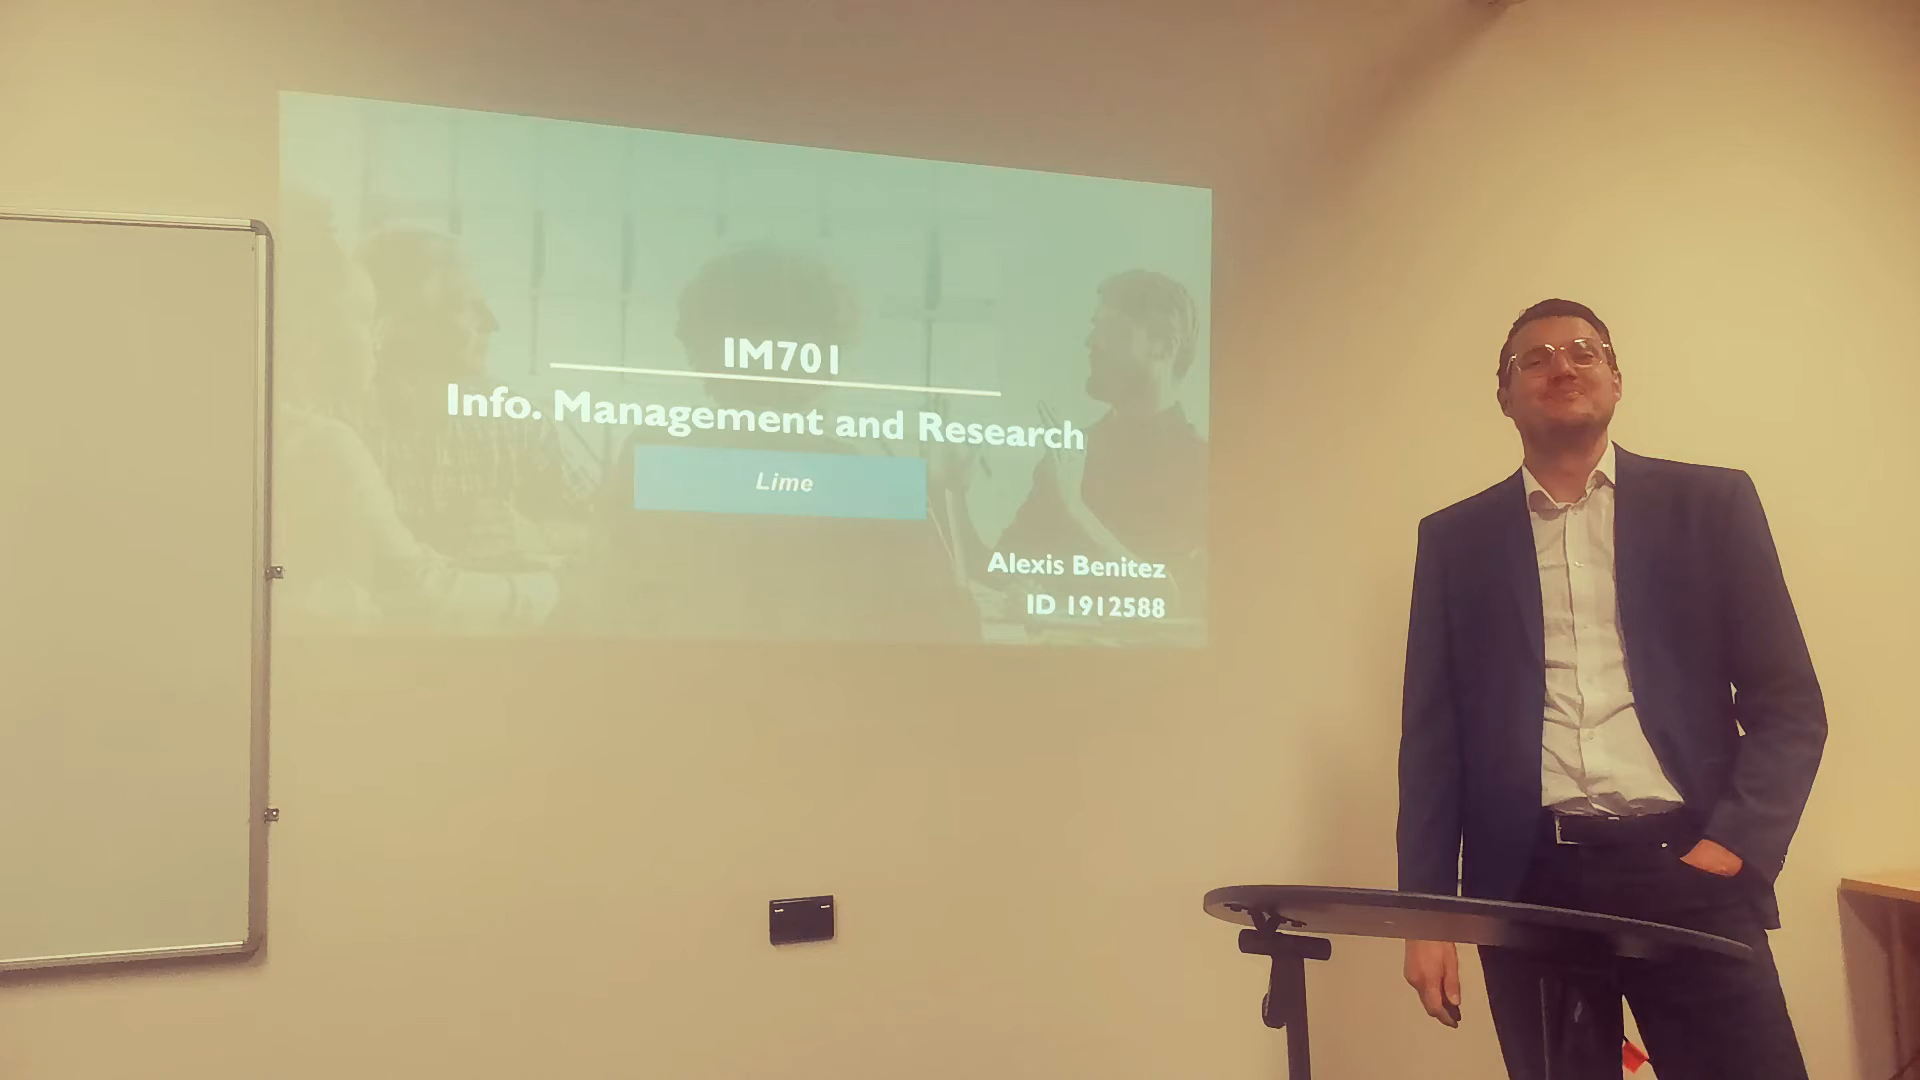 IM701
Info. Management and Research
Lime
Alexis Benitez
ID 1912588